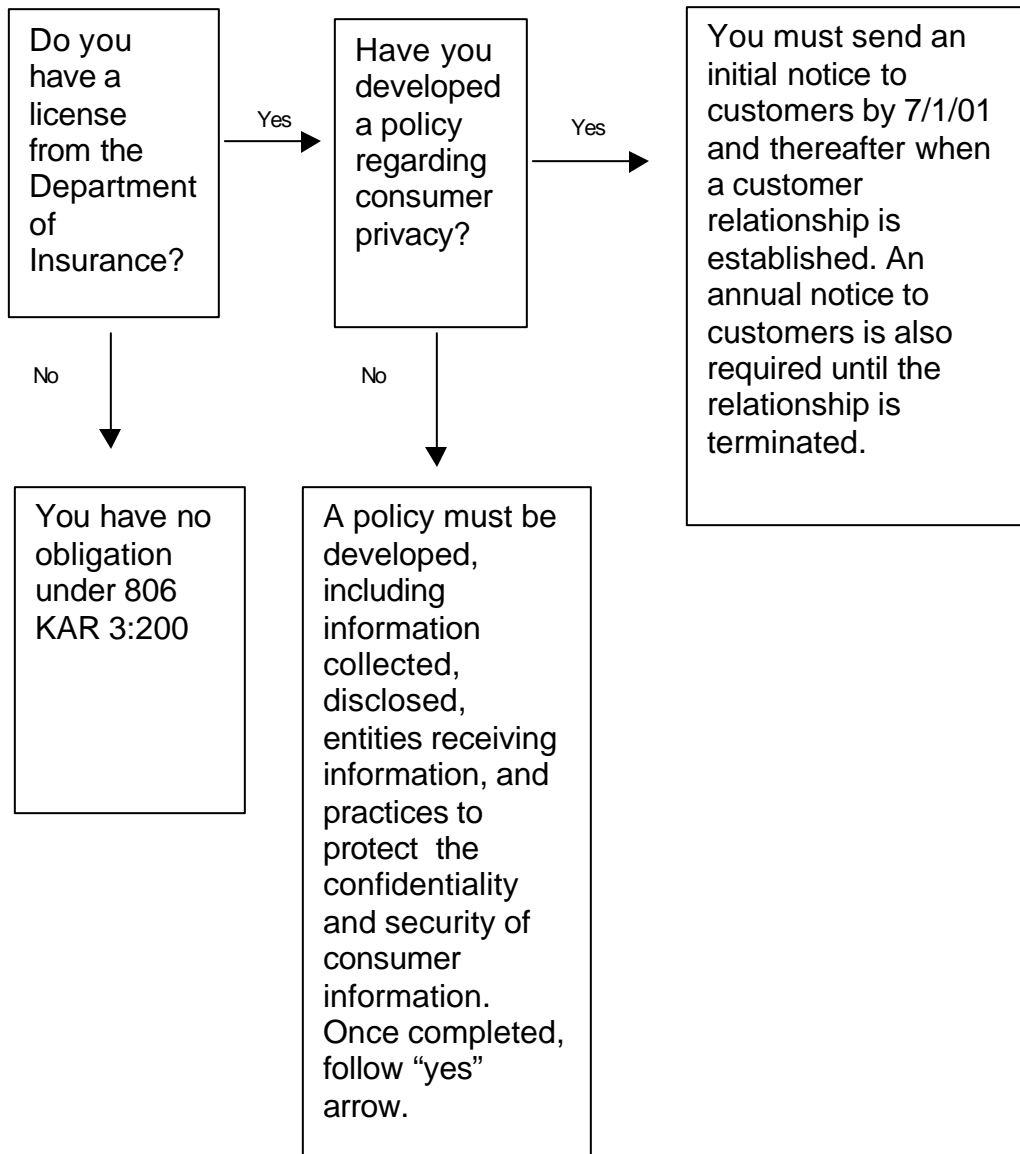 Do you
have a
license
from the
Department
of
Insurance?
Yes
Have you
developed
a policy
regarding
consumer
privacy?
Yes
You must send an
initial notice to
customers by 7/1/01
and thereafter when
a customer
relationship is
established. An
annual notice to
customers is also
required until the
relationship is
terminated.
No
No
You have no
obligation
under 806
KAR 3:200
A policy must be
developed,
including
information
collected,
disclosed,
entities receiving
information, and
practices to
protect the
confidentiality
and security of
consumer
information.
Once completed,
follow “yes”
arrow.